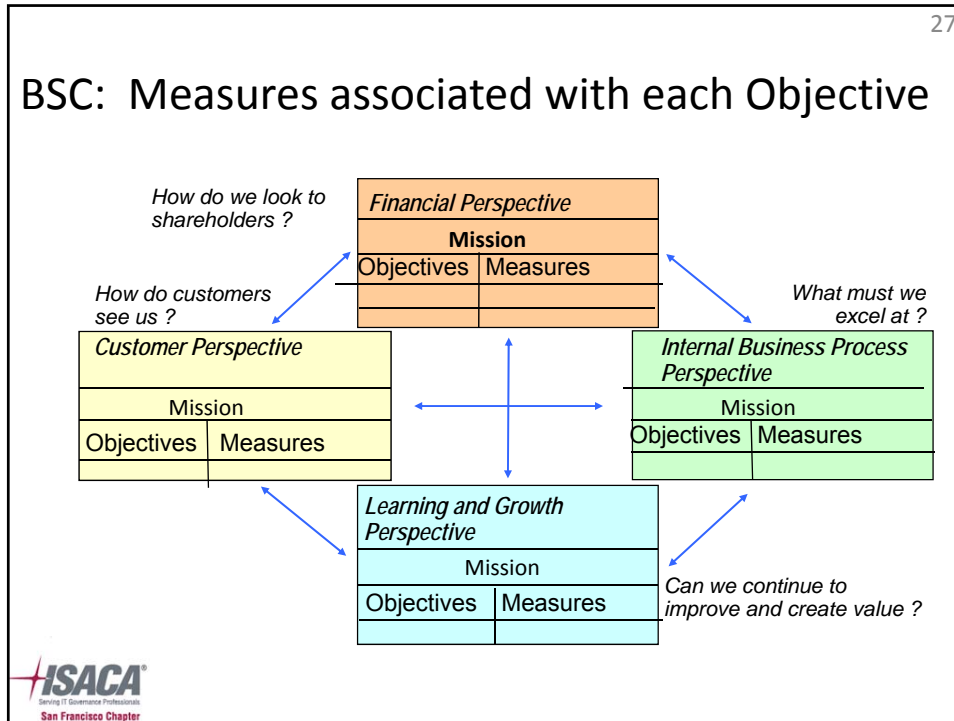 27
BSC: Measures associated with each Objective
How do we look to
shareholders ?
Financial Perspective
Mission
Objectives Measures
How do customers
see us ?
Customer Perspective
Mission
Objectives Measures
What must we
excel at ?
Internal Business Process
Perspective
Mission
Objectives Measures
Learning and Growth
Perspective
Mission
Objectives Measures
Can we continue to
improve and create value ?
ISACA®
Serving IT Governance Professionals
San Francisco Chapter